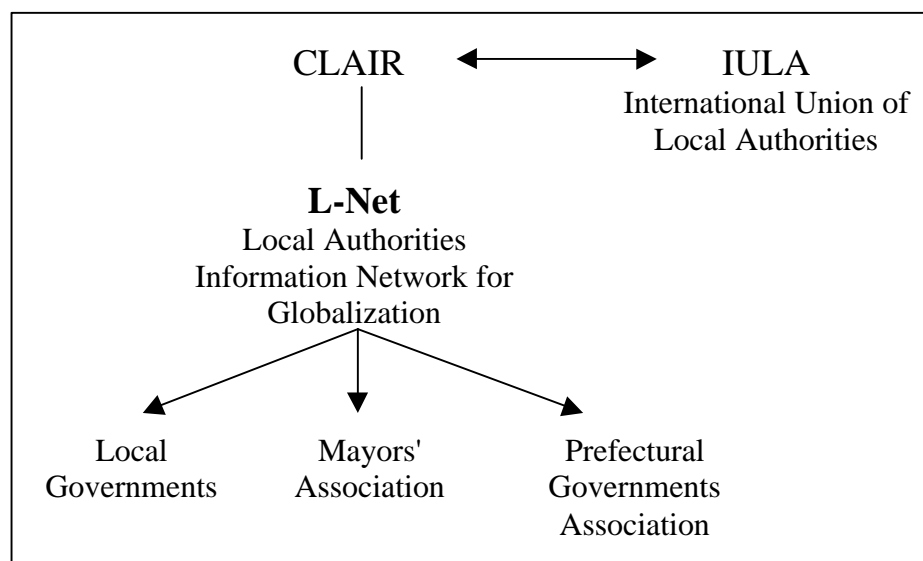 CLAIR
IULA
International Union of
Local Authorities
L-Net
Local Authorities
Information Network for
Globalization
Local
Governments
Mayors'
Association
Prefectural
Governments
Association